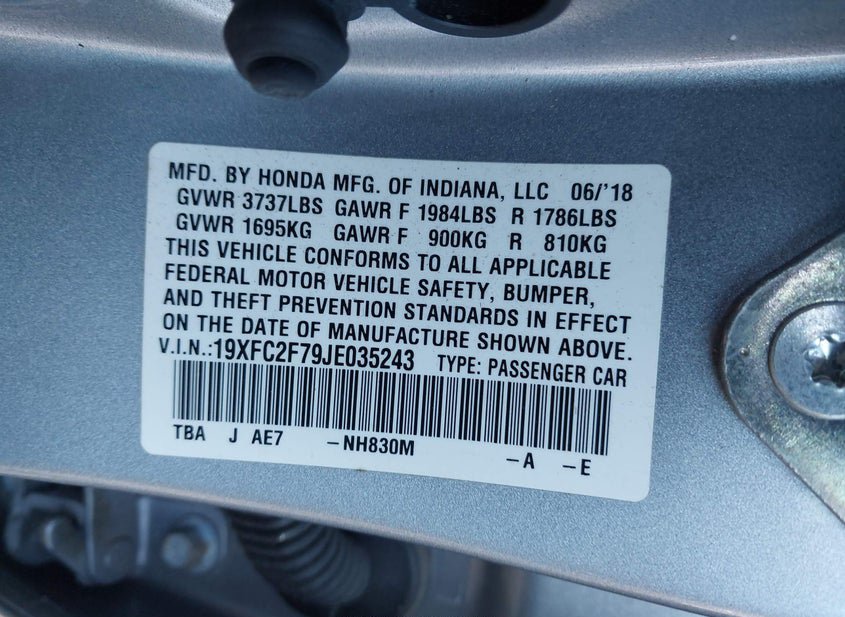 MFD. BY HONDA MFG. OF INDIANA, LLC 06/'18
GVWR 3737LBS GAWR F 1984LBS R 1786LBS
GVWR 1695KG GAWR F 900KG R 810KG
THIS VEHICLE CONFORMS TO ALL APPLICABLE
FEDERAL MOTOR VEHICLE SAFETY, BUMPER,
AND THEFT PREVENTION STANDARDS IN EFFECT
ON THE DATE OF MANUFACTURE SHOWN ABOVE.
V.I.N.:19XFC2F79JE035243 TYPE: PASSENGER CAR
TBA J AE7 -NH830M -A -E